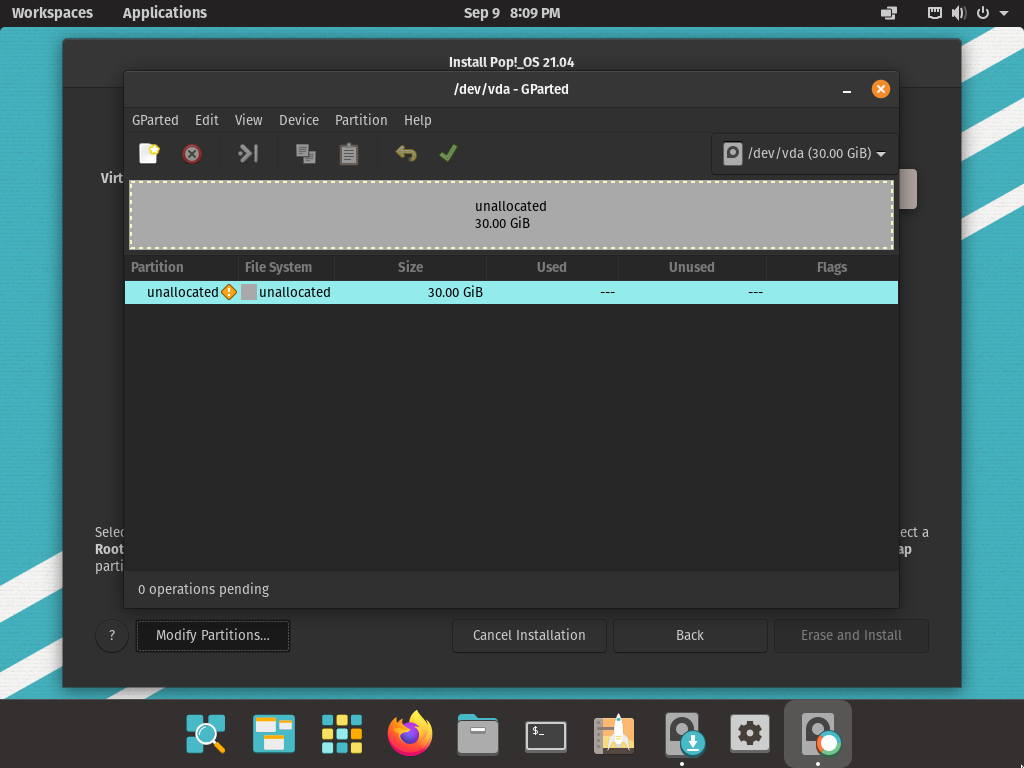 Workspaces Applications Sep 9 8:09 PM
Install Pop!_OS 21.04
/dev/vda - GParted
GParted Edit View Device Partition Help
/dev/vda (30.00 GiB)
Virt
unallocated
30.00 GiB
Partition File System Size Used Unused Flags
unallocated unallocated 30.00 GiB --- ---
Selec ect a
Root ap
parti
0 operations pending
? Modify Partitions... Cancel Installation Back Erase and Install
$_